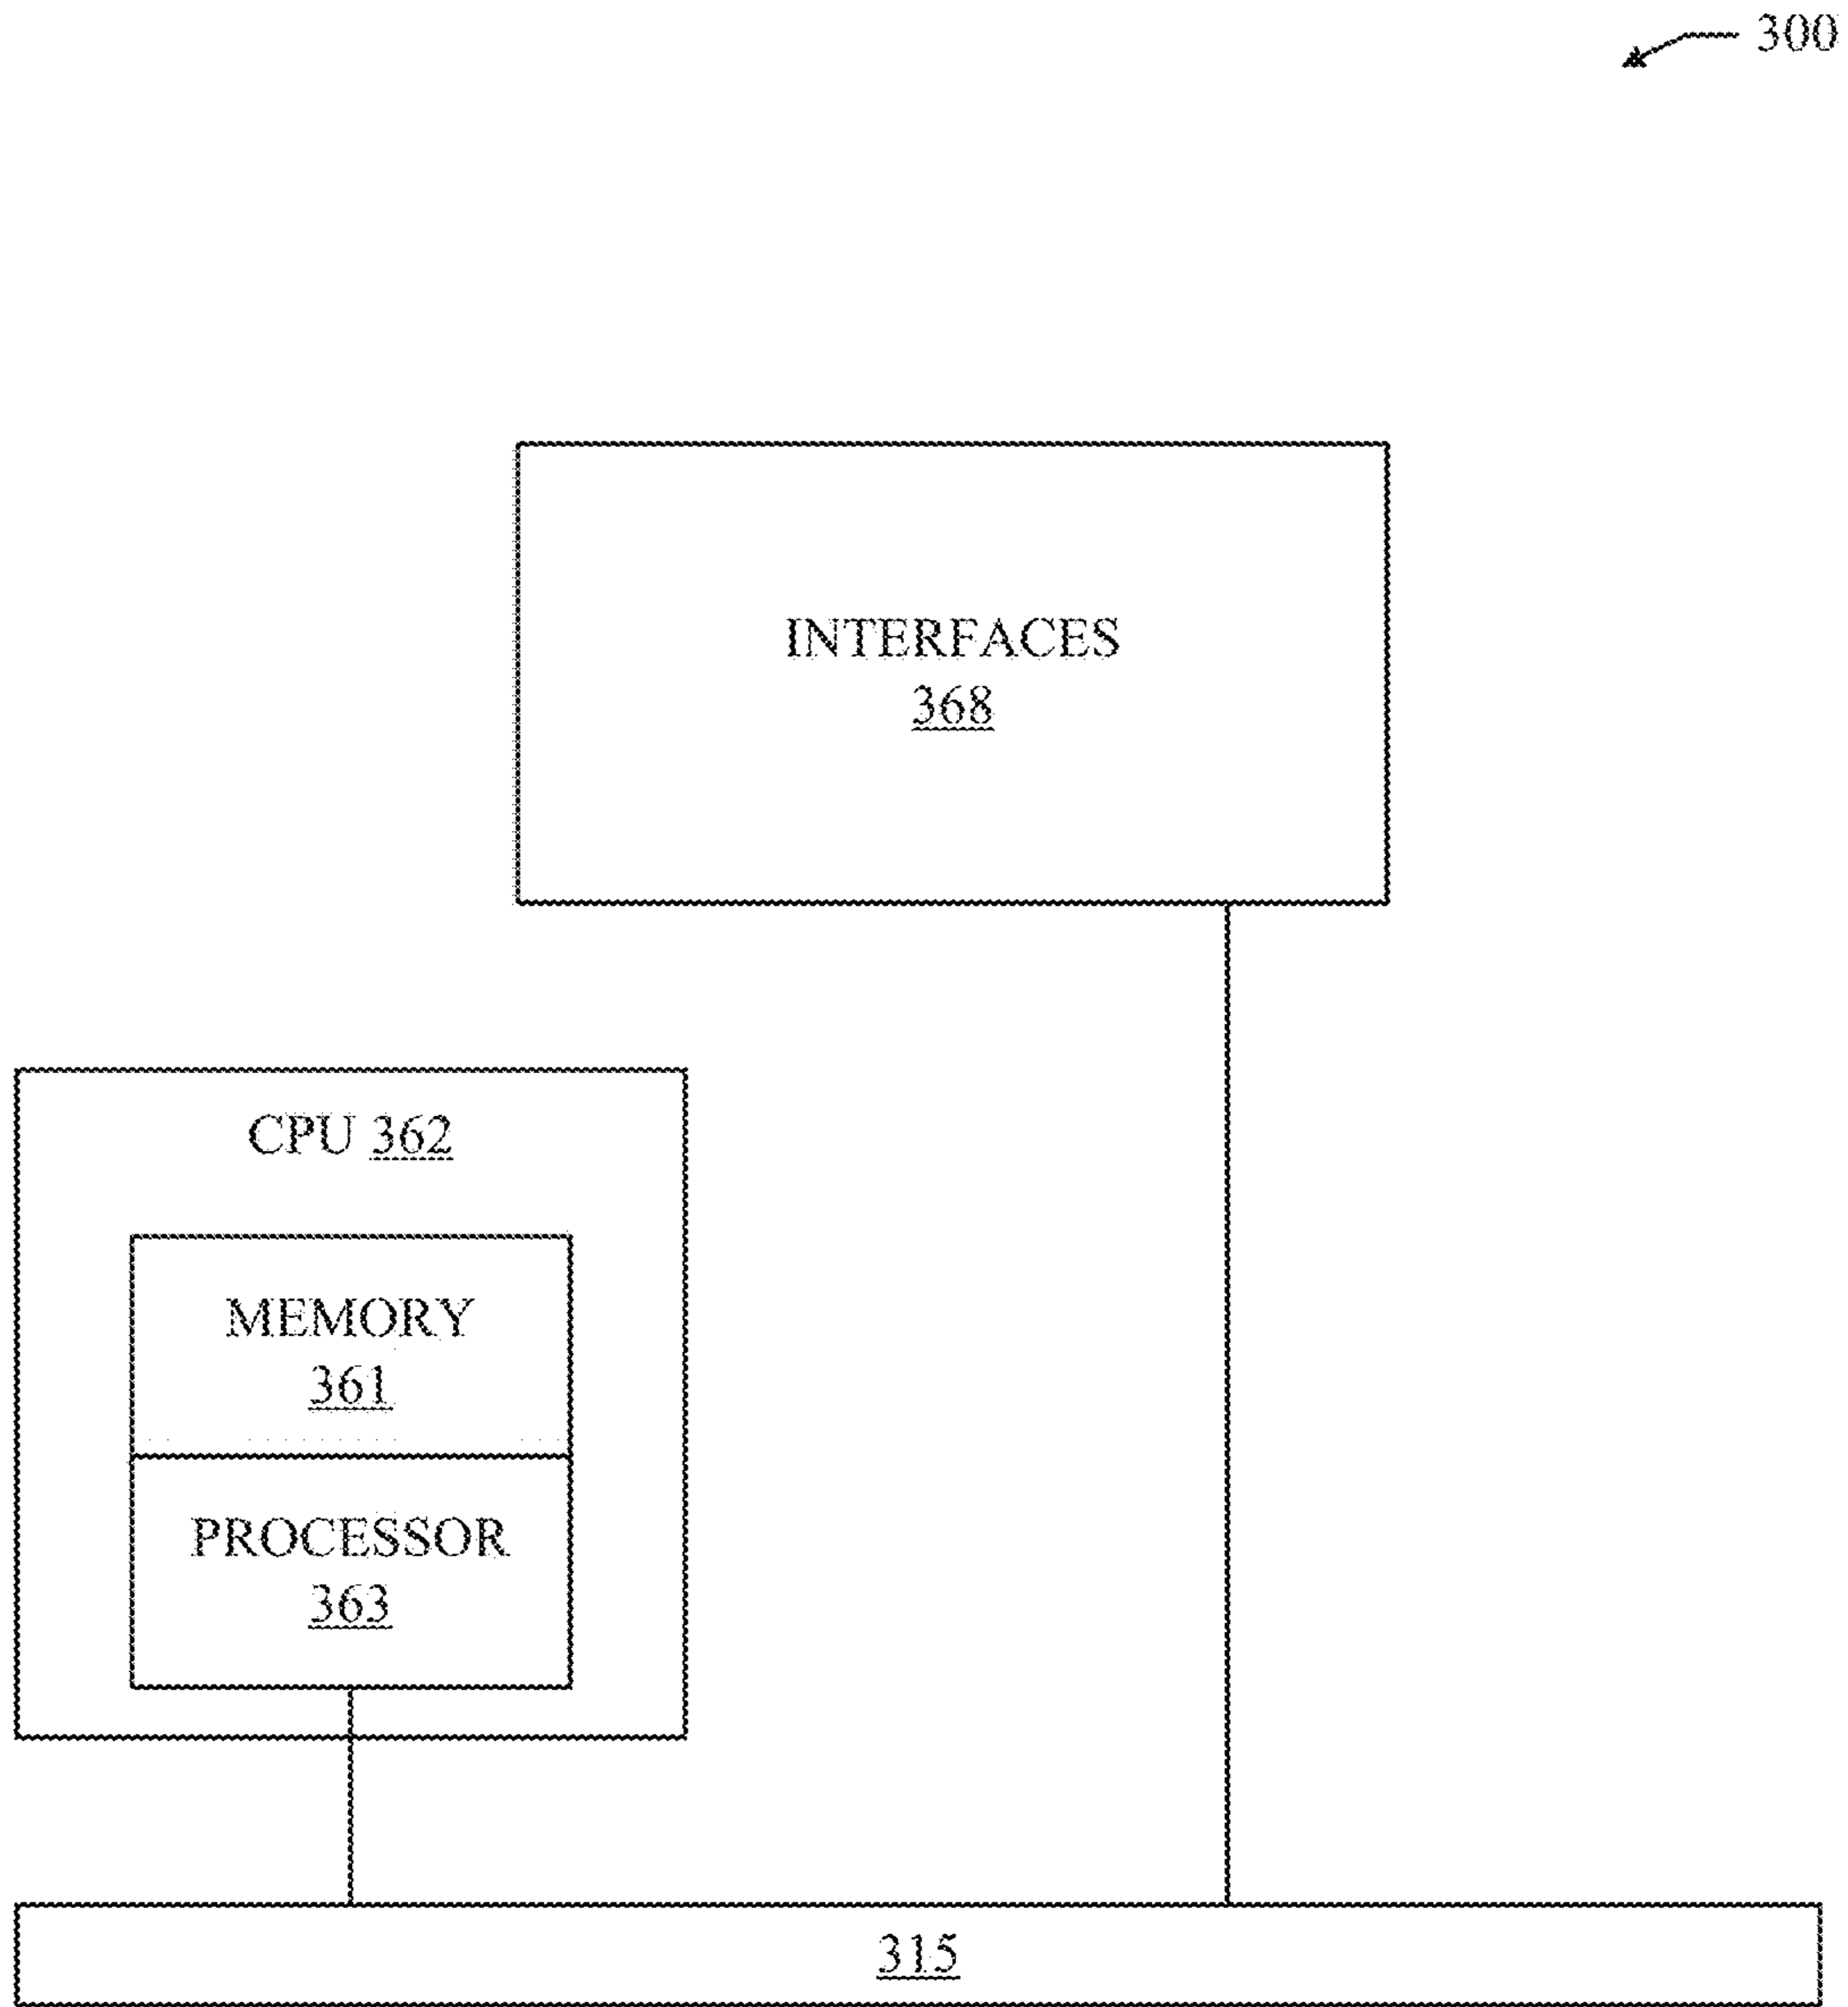 300
INTERFACES
368
CPU 362
MEMORY
361
PROCESSOR
363
315